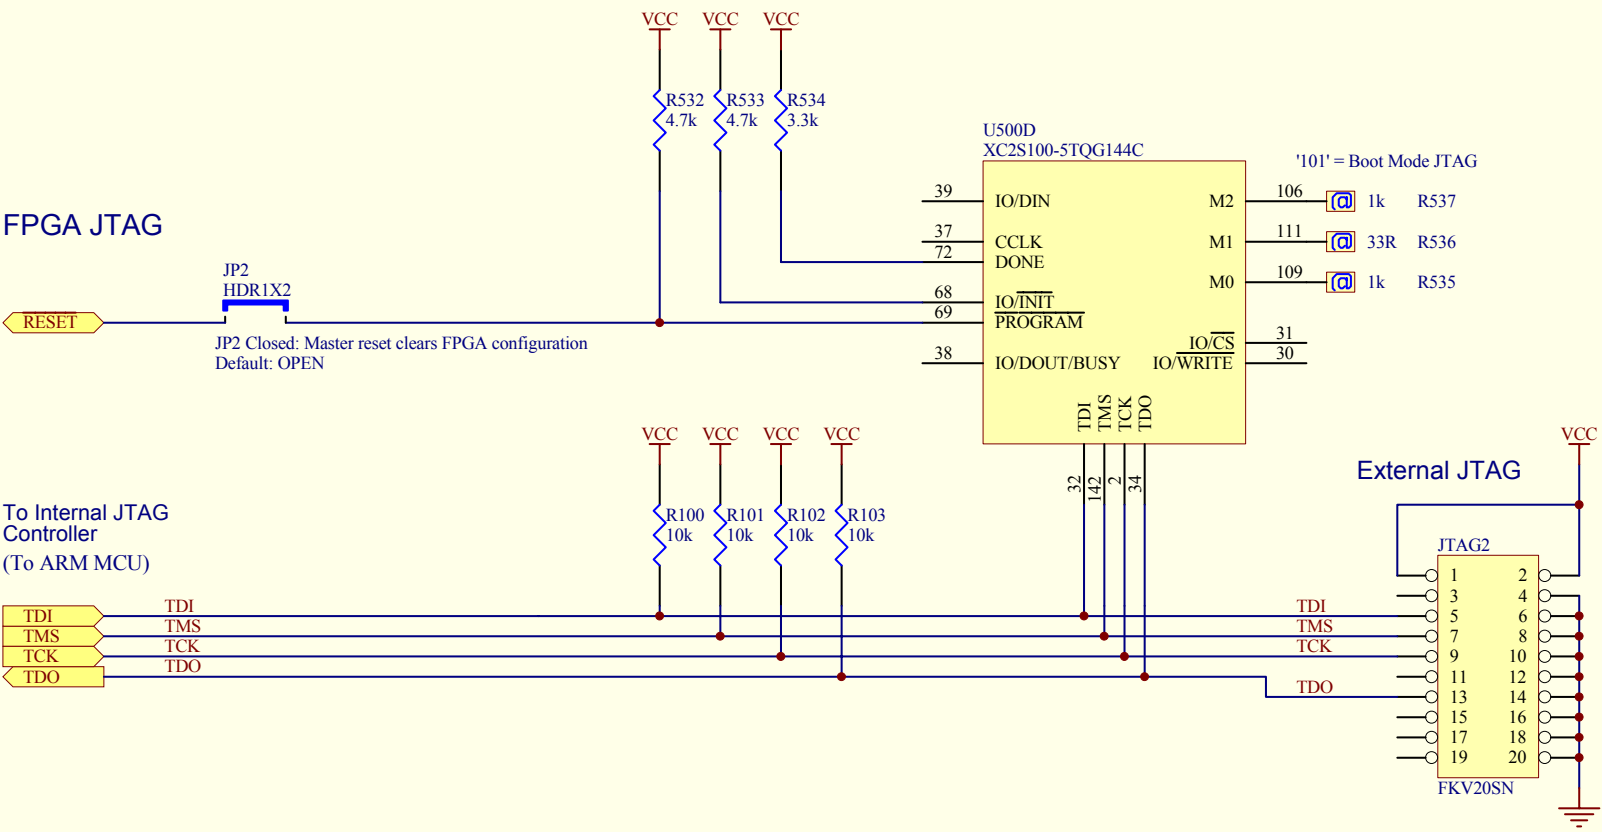 VCC VCC VCC
R532 R533 R534
4.7k 4.7k 3.3k
U500D
XC2S100-5TQG144C
'101' = Boot Mode JTAG
39 IO/DIN M2 106 @ 1k R537
37 CCLK M1 111 @ 33R R536
72 DONE
M0 109 @ 1k R535
68 IO/INIT
69 PROGRAM
IO/CS 31
38 IO/DOUT/BUSY IO/WRITE 30
TDI TMS TCK TDO
32 142 2 34
FPGA JTAG
JP2
HDR1X2
RESET
JP2 Closed: Master reset clears FPGA configuration
Default: OPEN
VCC VCC VCC VCC
R100 R101 R102 R103
10k 10k 10k 10k
To Internal JTAG
Controller
(To ARM MCU)
TDI TDI TDI
TMS TMS TMS
TCK TCK TCK
TDO TDO TDO
VCC
External JTAG
JTAG2
1 2
3 4
5 6
7 8
9 10
11 12
13 14
15 16
17 18
19 20
FKV20SN